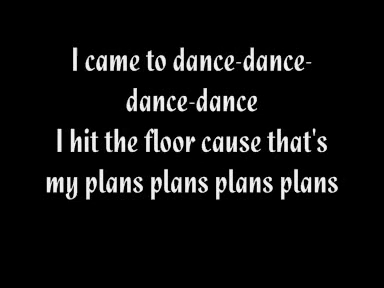 I came to dance-dance-
dance-dance
I hit the floor cause that's
my plans plans plans plans